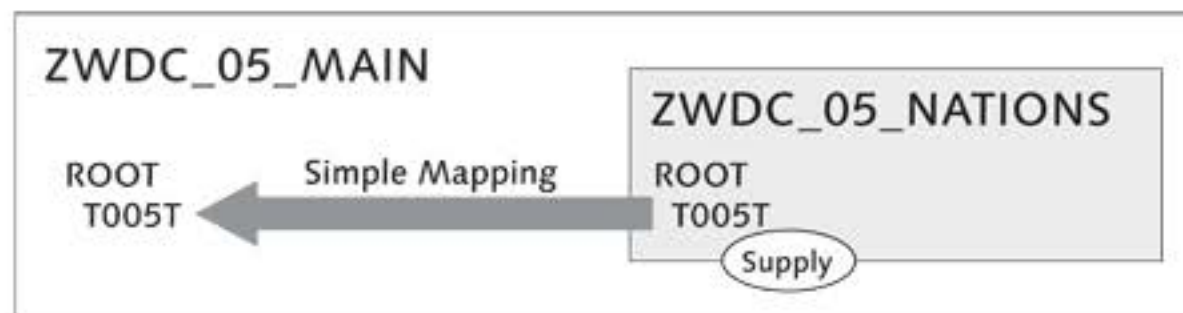 ZWDC_05_MAIN
ZWDC_05_NATIONS
ROOT
Simple Mapping
ROOT
T005T
T005T
Supply